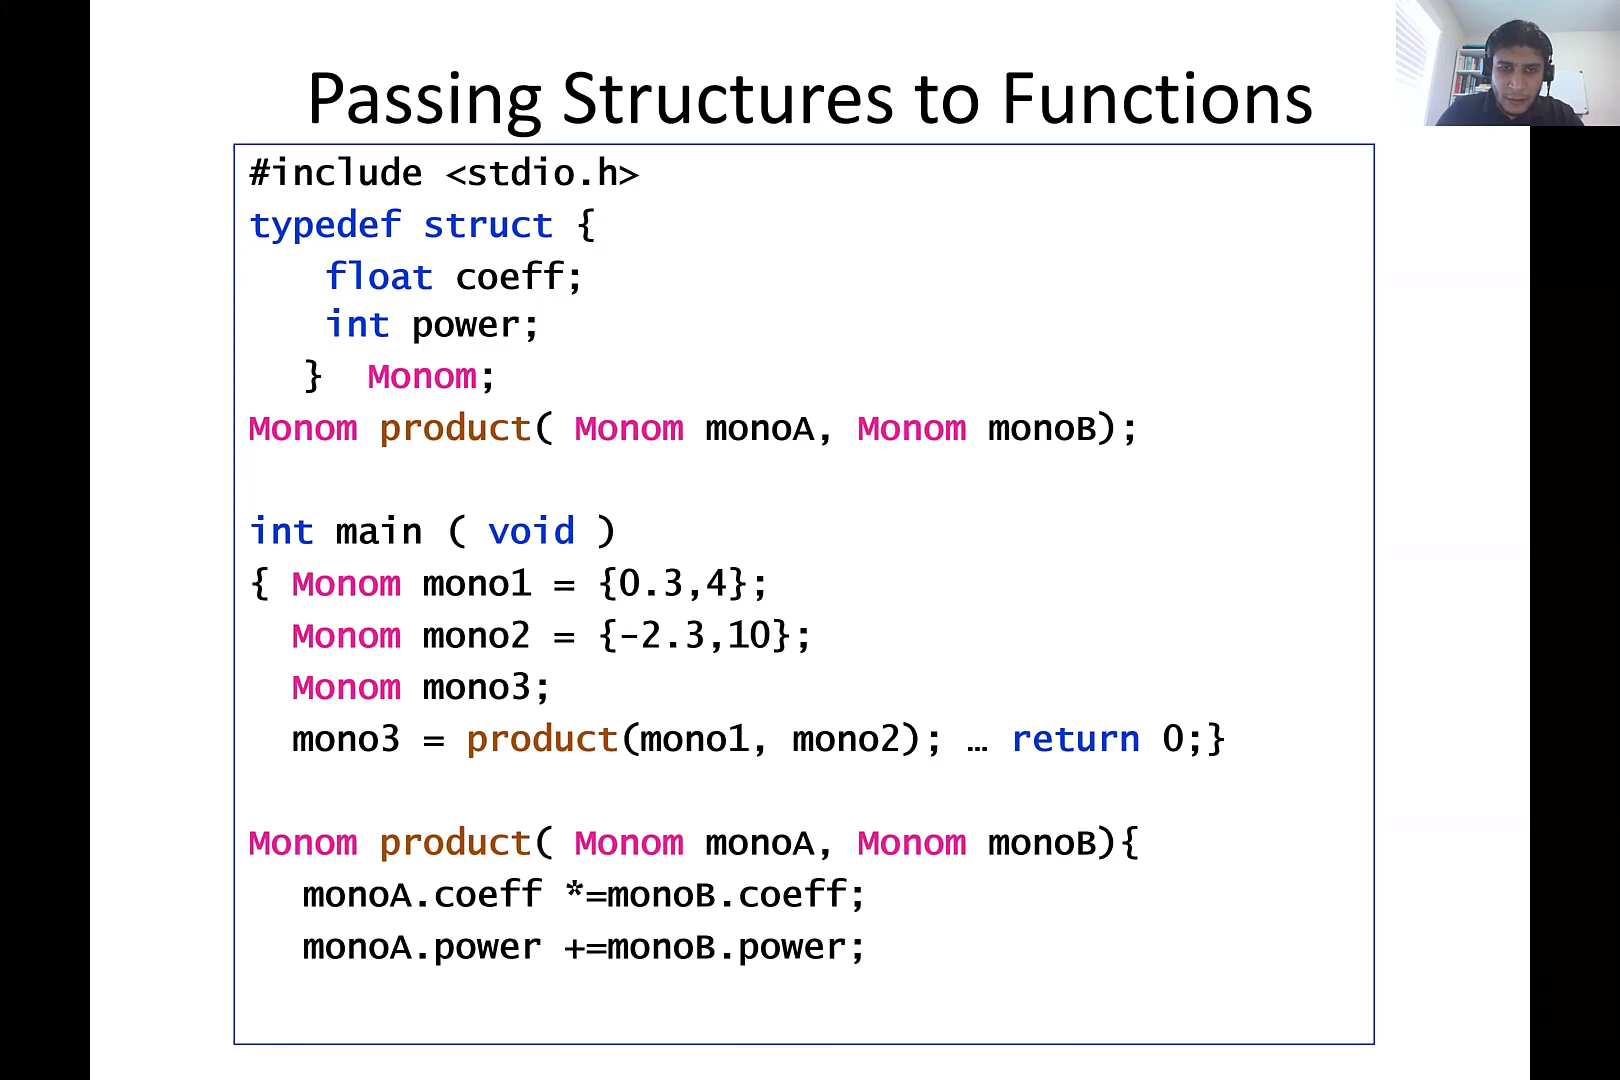 Passing Structures to Functions
#include <stdio.h>
typedef struct {
float coeff;
int power;
} Monom;
Monom product( Monom monoA, Monom monoB);
int main ( void )
{ Monom mono1 = {0.3,4};
Monom mono2 = {-2.3,10};
Monom mono3;
mono3 = product(mono1, mono2); … return 0;}
Monom product( Monom monoA, Monom monoB){
monoA.coeff *=monoB.coeff;
monoA.power +=monoB.power;